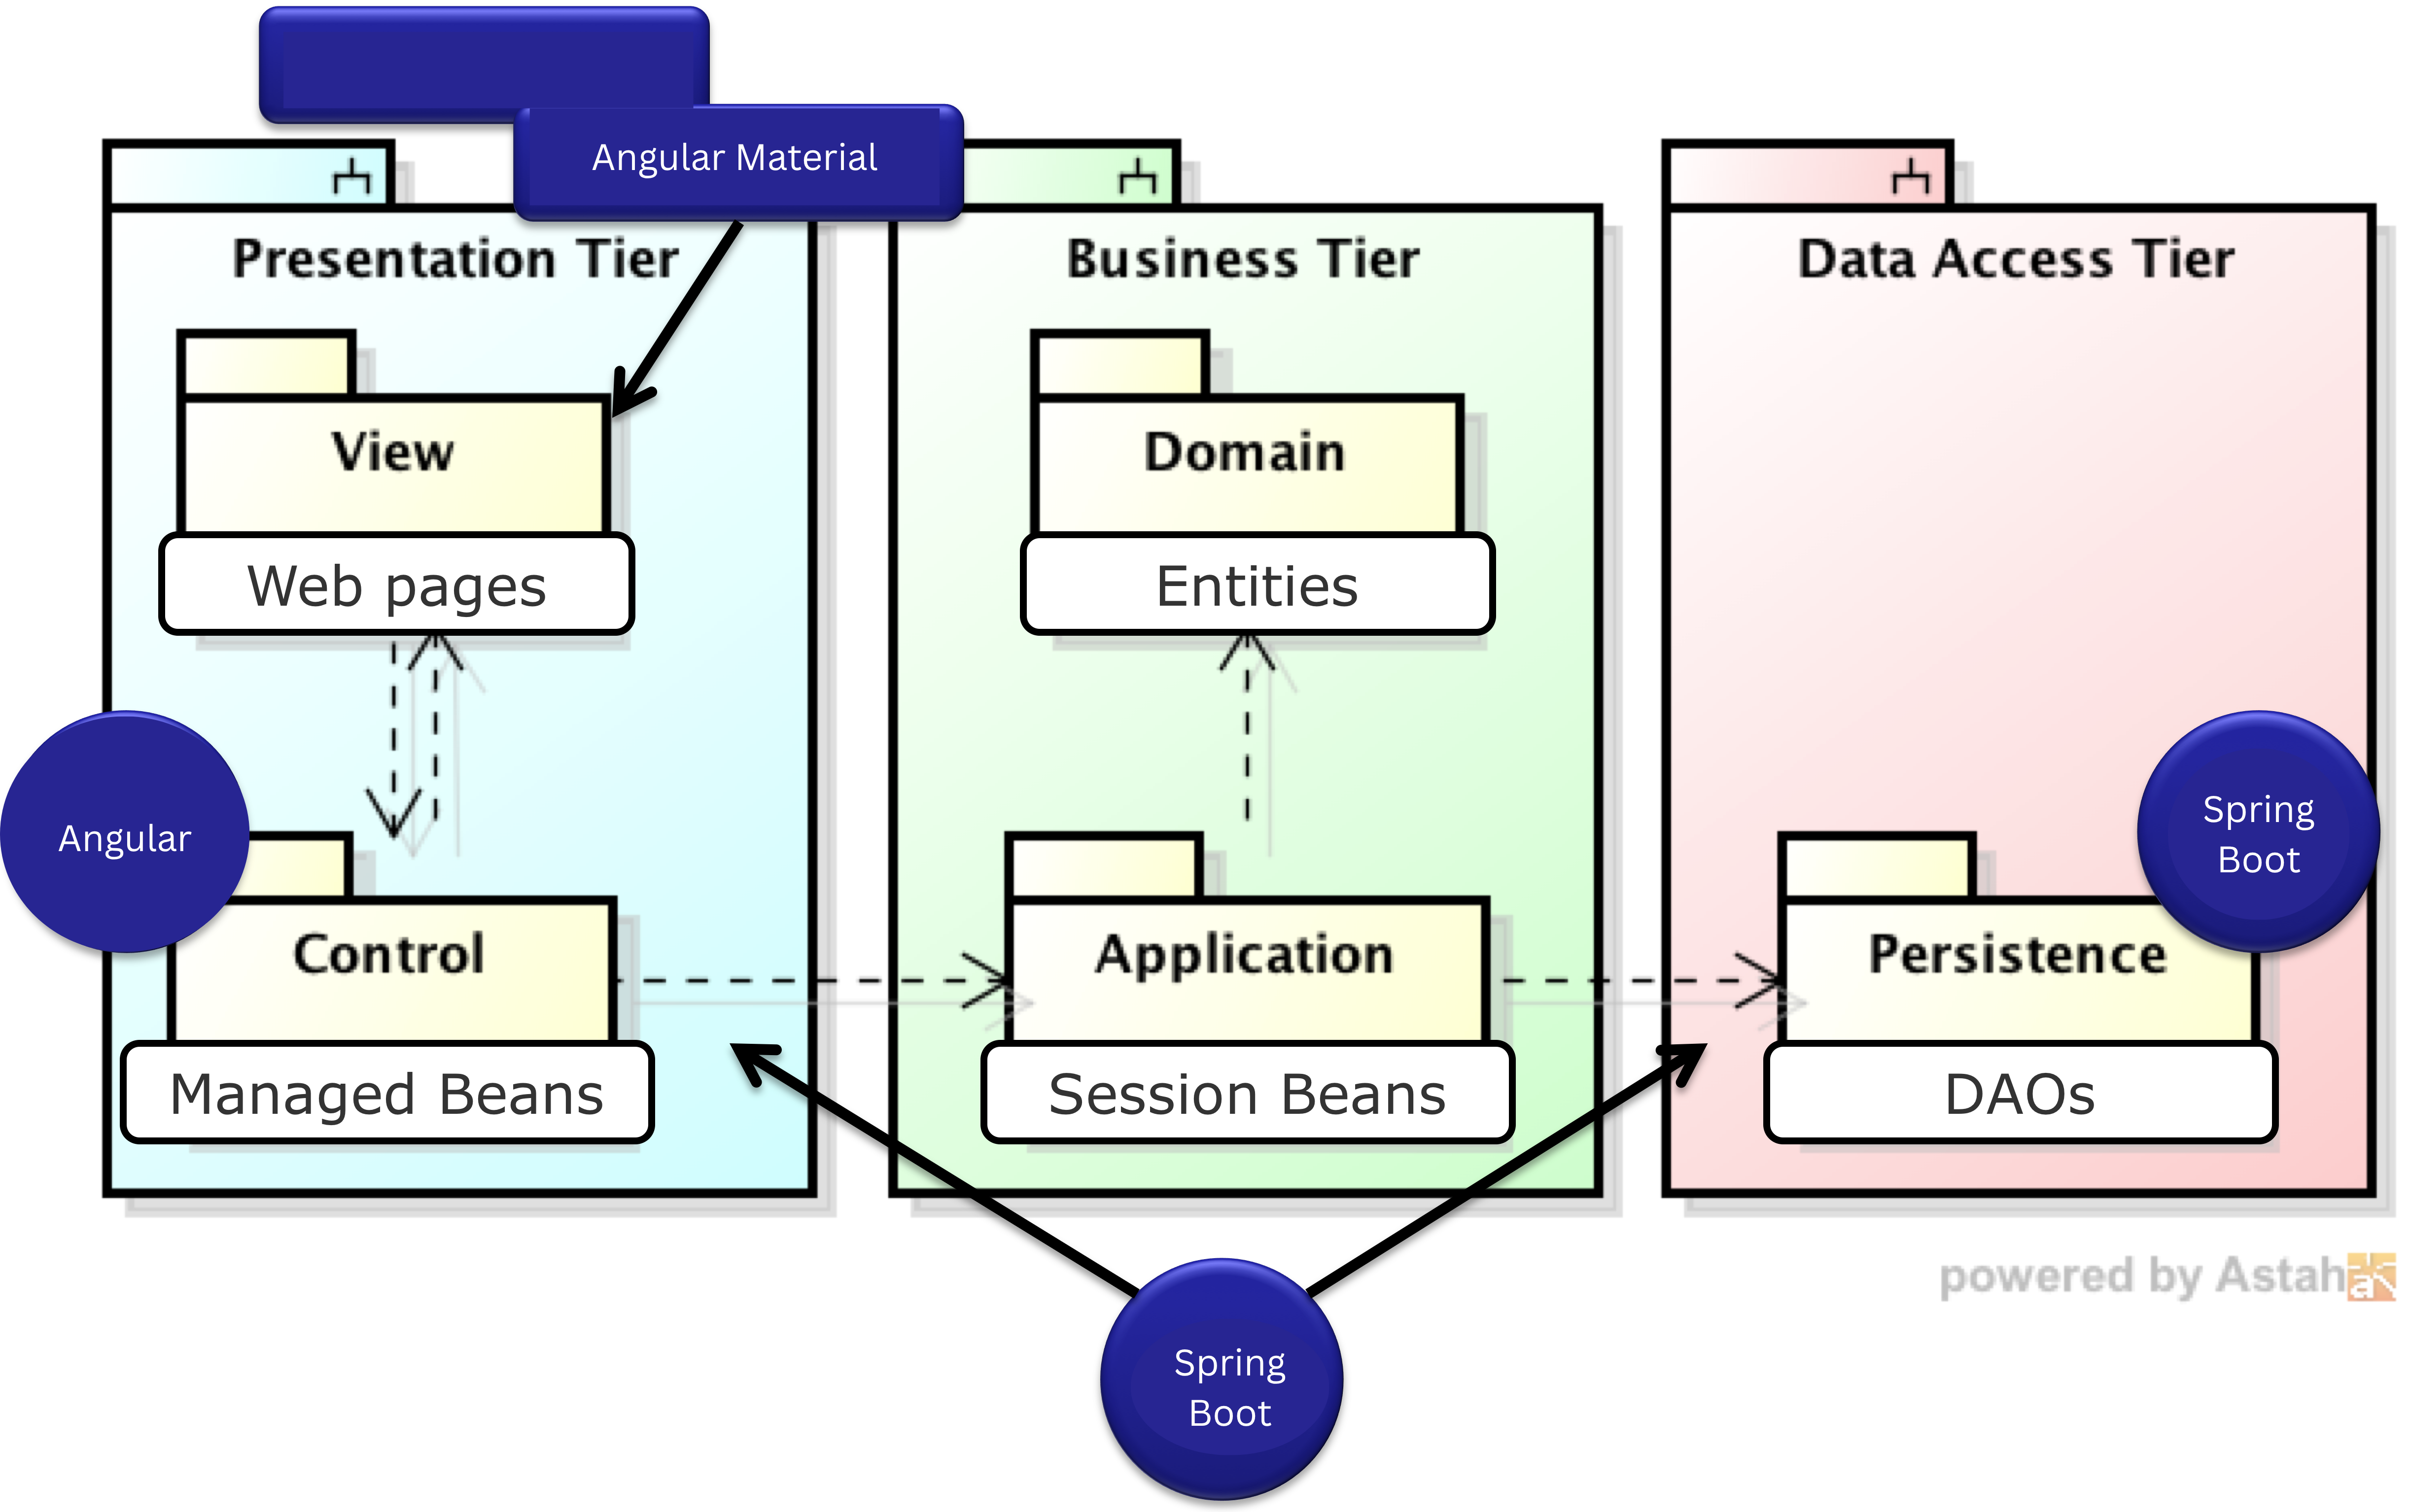 Angular Material
Presentation Tier
Business Tier
Data Access Tier
View
Domain
Web pages
Entities
Angular
Spring
Boot
Control
Application
Persistence
Managed Beans
Session Beans
DAOs
powered by Astah
Spring
Boot